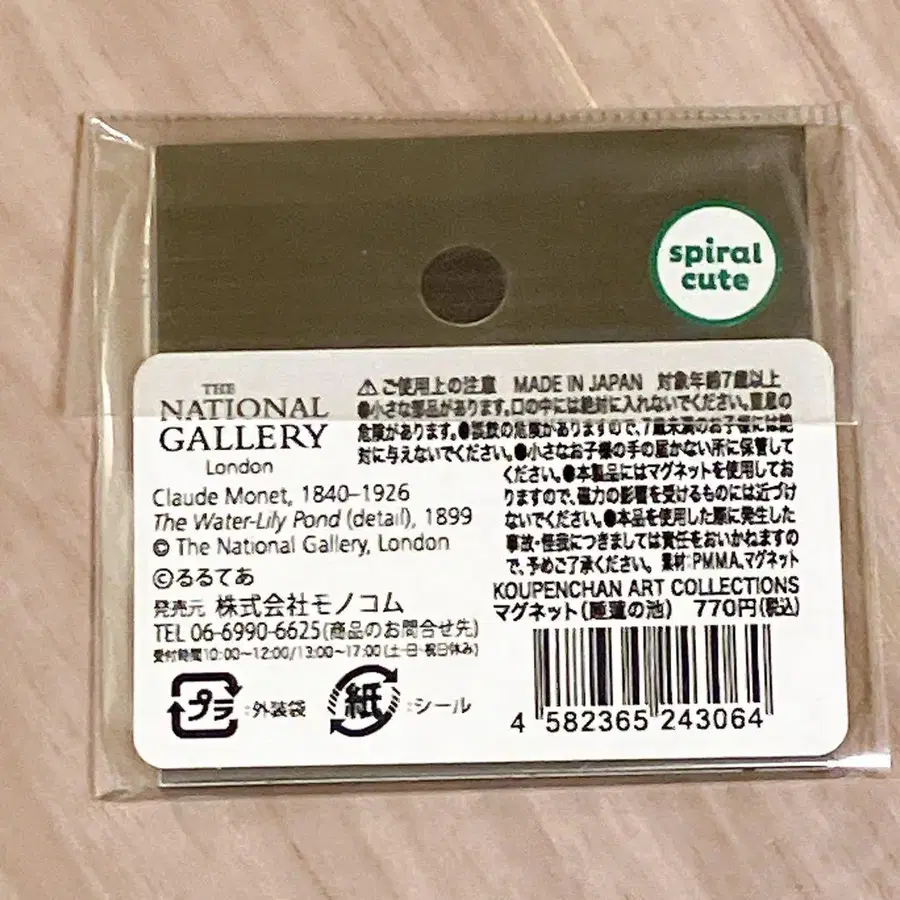 spiral
cute
THE
NATIONAL
GALLERY
London
Claude Monet, 1840–1926
The Water-Lily Pond (detail), 1899
© The National Gallery, London
©るるてあ
発売元 株式会社モノコム
TEL 06-6990-6625(商品のお問合せ先)
受付時間10:00~12:00/13:00~17:00(土・日・祝日休み)
プラ :外装袋
紙 :シール
⚠ご使用上の注意 MADE IN JAPAN 対象年齢7歳以上
●小さな部品があります。口の中には絶対に入れないでください。窒息の
危険があります。●誤飲の危険がありますので、7歳未満のお子様には絶
対に与えないでください。●小さなお子様の手の届かない所に保管して
ください。●本製品にはマグネットを使用してお
りますので、磁力の影響を受けるものには近づけ
ないでください。●本品を使用した際に発生した
事故・怪我につきましては責任をおいかねますの
で、予めご了承ください。 素材:PMMA、マグネット
KOUPENCHAN ART COLLECTIONS
マグネット(睡蓮の池) 770円(税込)
4 582365 243064